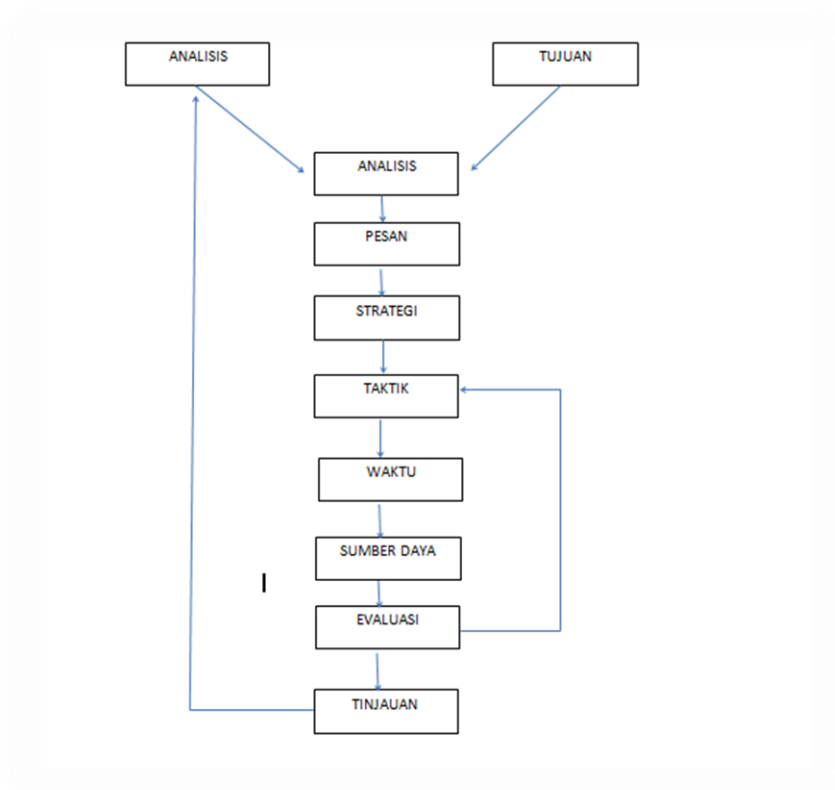 ANALISIS
TUJUAN
ANALISIS
PESAN
STRATEGI
TAKTIK
WAKTU
SUMBER DAYA
EVALUASI
TINJAUAN